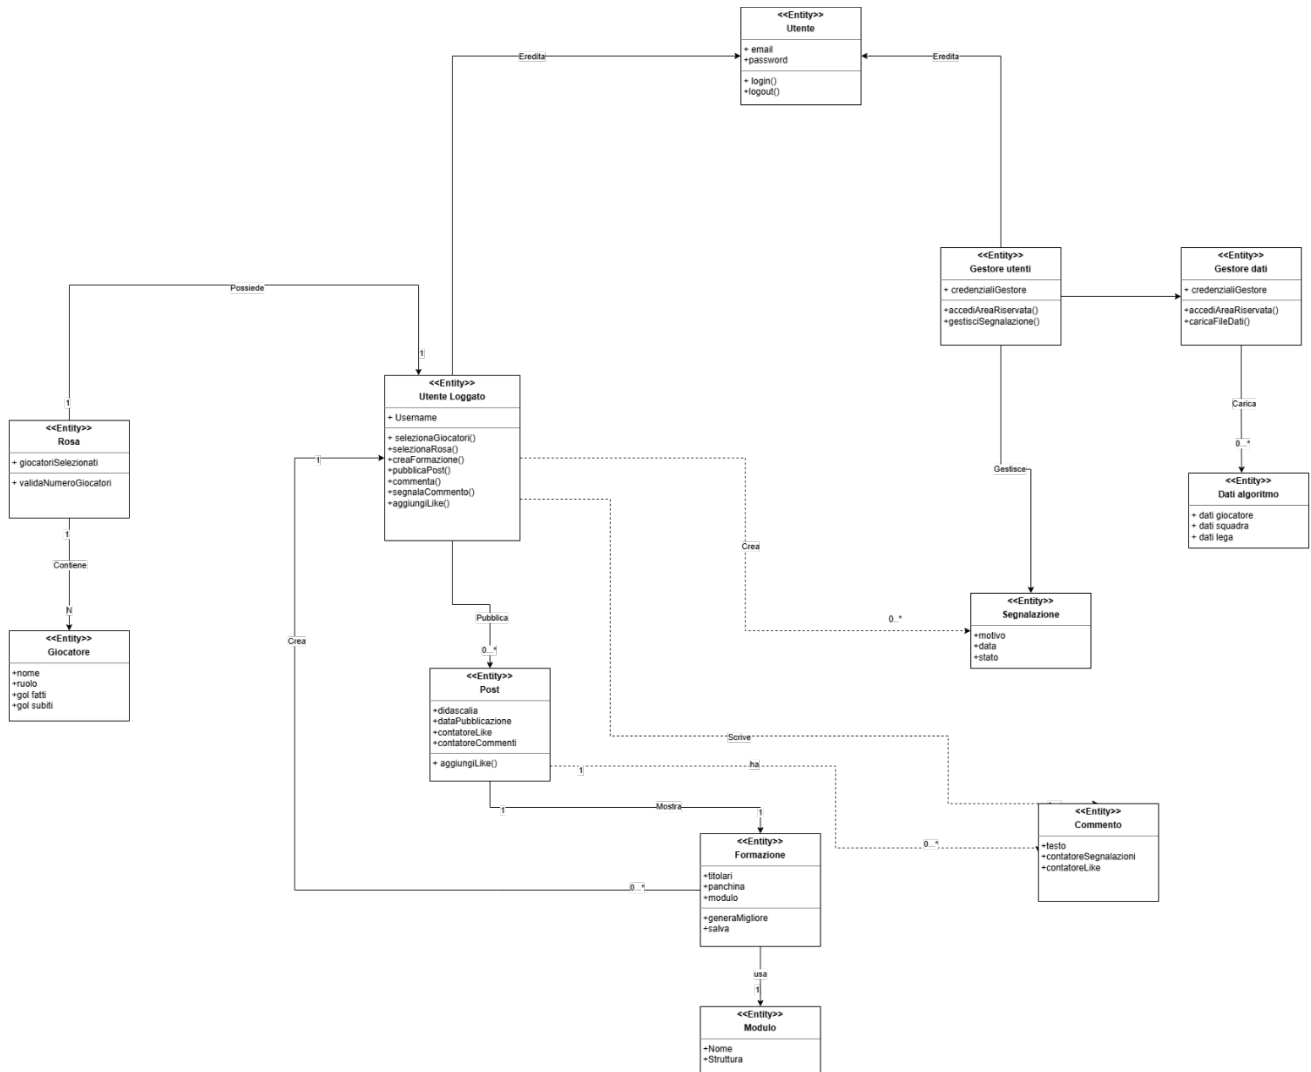 <<Entity>>
Utente
+ email
+password
+ login()
+logout()
Eredita
Eredita
<<Entity>>
Gestore utenti
+ credenzialiGestore
+accediAreaRiservata()
+gestisciSegnalazione()
<<Entity>>
Gestore dati
+ credenzialiGestore
+accediAreaRiservata()
+caricaFileDati()
Possiede
1
1
<<Entity>>
Utente Loggato
+ Username
+ selezionaGiocatori()
+selezionaRosa()
+creaFormazione()
+pubblicaPost()
+commenta()
+segnalaCommento()
+aggiungiLike()
<<Entity>>
Rosa
+ giocatoriSelezionati
+ validaNumeroGiocatori
1
Contiene
N
<<Entity>>
Giocatore
+nome
+ruolo
+gol fatti
+gol subiti
Carica
0...*
<<Entity>>
Dati algoritmo
+ dati giocatore
+ dati squadra
+ dati lega
Gestisce
Crea
0..*
<<Entity>>
Segnalazione
+motivo
+data
+stato
1
Crea
0...*
Pubblica
0...*
<<Entity>>
Post
+didascalia
+dataPubblicazione
+contatoreLike
+contatoreCommenti
+ aggiungiLike()
Scrive
1
ha
0...*
<<Entity>>
Commento
+testo
+contatoreSegnalazioni
+contatoreLike
1
Mostra
1
<<Entity>>
Formazione
+titolari
+panchina
+modulo
+generaMigliore
+salva
usa
1
<<Entity>>
Modulo
+Nome
+Struttura